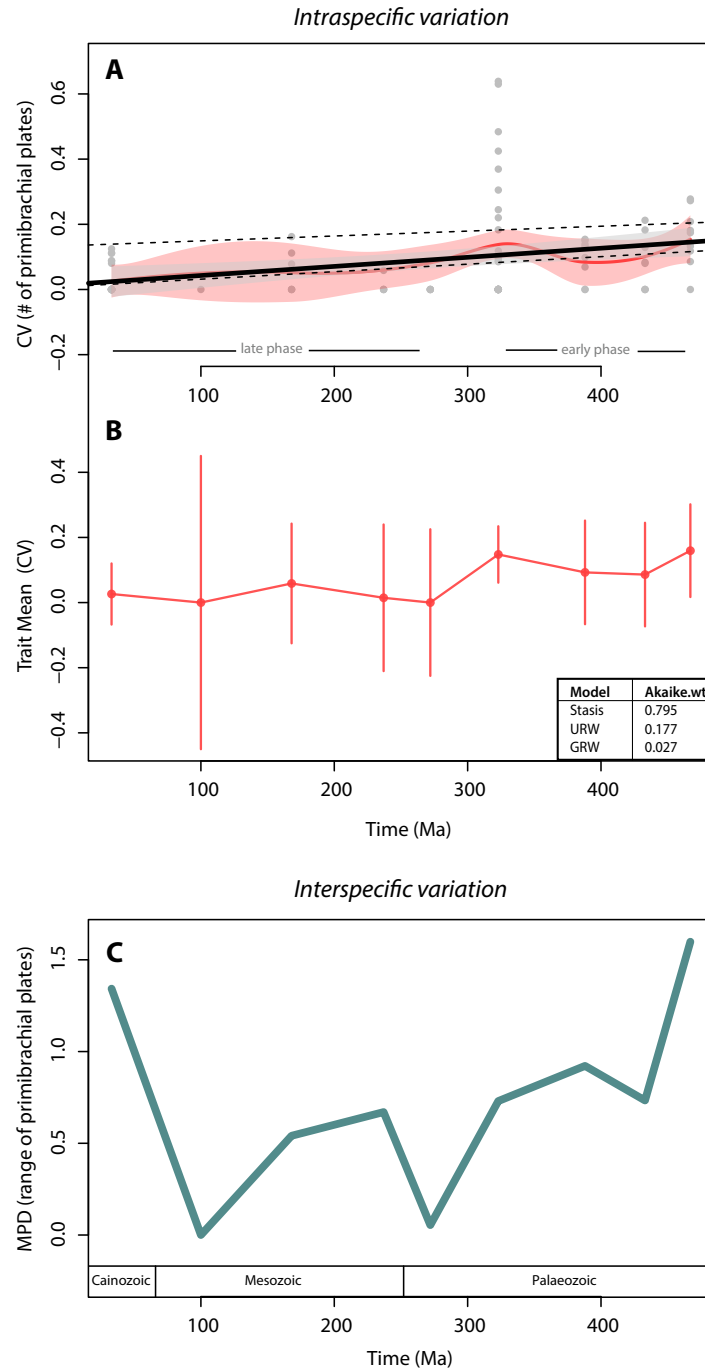 Intraspecific variation
A
CV (# of primibrachial plates)
0.6
0.4
0.2
0.0
−0.2
late phase
early phase
100 200 300 400
B
Trait Mean (CV)
0.4
0.2
0.0
−0.2
−0.4
Model Akaike.wt
Stasis 0.795
URW 0.177
GRW 0.027
100 200 300 400
Time (Ma)
Interspecific variation
C
MPD (range of primibrachial plates)
1.5
1.0
0.5
0.0
Cainozoic Mesozoic Palaeozoic
100 200 300 400
Time (Ma)